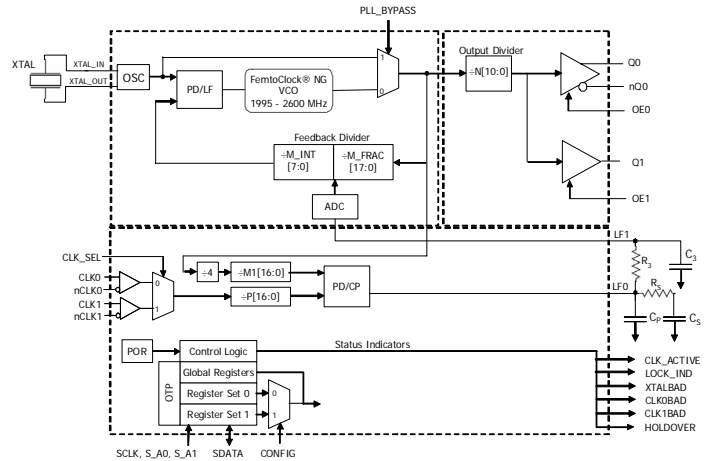 PLL_BYPASS
XTAL
XTAL_IN
XTAL_OUT
OSC
PD/LF
FemtoClock® NG
VCO
1995 - 2600 MHz
1
0
Output Divider
÷N[10:0]
Q0
nQ0
OE0
Q1
OE1
Feedback Divider
÷M_INT
[7:0]
÷M_FRAC
[17:0]
ADC
LF1
CLK_SEL
CLK0
nCLK0
CLK1
nCLK1
0
1
÷4
÷M1[16:0]
÷P[16:0]
PD/CP
LF0
R3
C3
RS
CP
CS
POR
Control Logic
Status Indicators
Global Registers
OTP
Register Set 0
Register Set 1
0
1
SCLK, S_A0, S_A1
SDATA
CONFIG
CLK_ACTIVE
LOCK_IND
XTALBAD
CLK0BAD
CLK1BAD
HOLDOVER